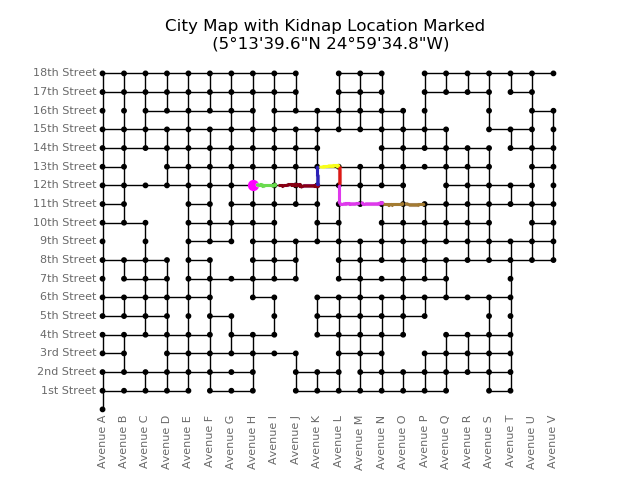 City Map with Kidnap Location Marked
(5°13'39.6"N 24°59'34.8"W)
18th Street
17th Street
16th Street
15th Street
14th Street
13th Street
12th Street
11th Street
10th Street
9th Street
8th Street
7th Street
6th Street
5th Street
4th Street
3rd Street
2nd Street
1st Street
Avenue A
Avenue B
Avenue C
Avenue D
Avenue E
Avenue F
Avenue G
Avenue H
Avenue I
Avenue J
Avenue K
Avenue L
Avenue M
Avenue N
Avenue O
Avenue P
Avenue Q
Avenue R
Avenue S
Avenue T
Avenue U
Avenue V